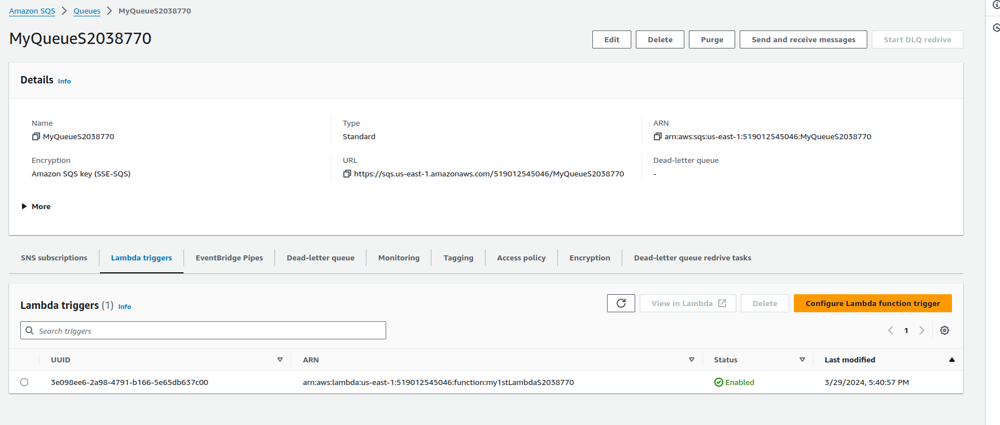 Amazon SQS > Queues > MyQueueS2038770
MyQueueS2038770
Edit Delete Purge Send and receive messages Start DLQ redrive
Details Info
Name Type ARN
MyQueueS2038770 Standard arn:aws:sqs:us-east-1:519012545046:MyQueueS2038770
Encryption URL Dead-letter queue
Amazon SQS key (SSE-SQS) https://sqs.us-east-1.amazonaws.com/519012545046/MyQueueS2038770 -
More
SNS subscriptions Lambda triggers EventBridge Pipes Dead-letter queue Monitoring Tagging Access policy Encryption Dead-letter queue redrive tasks
Lambda triggers (1) Info View in Lambda Delete Configure Lambda function trigger
Search triggers 1
UUID ARN Status Last modified
3e098ee6-2a98-4791-b166-5e65db637c00 arn:aws:lambda:us-east-1:519012545046:function:my1stLambdaS2038770 Enabled 3/29/2024, 5:40:57 PM